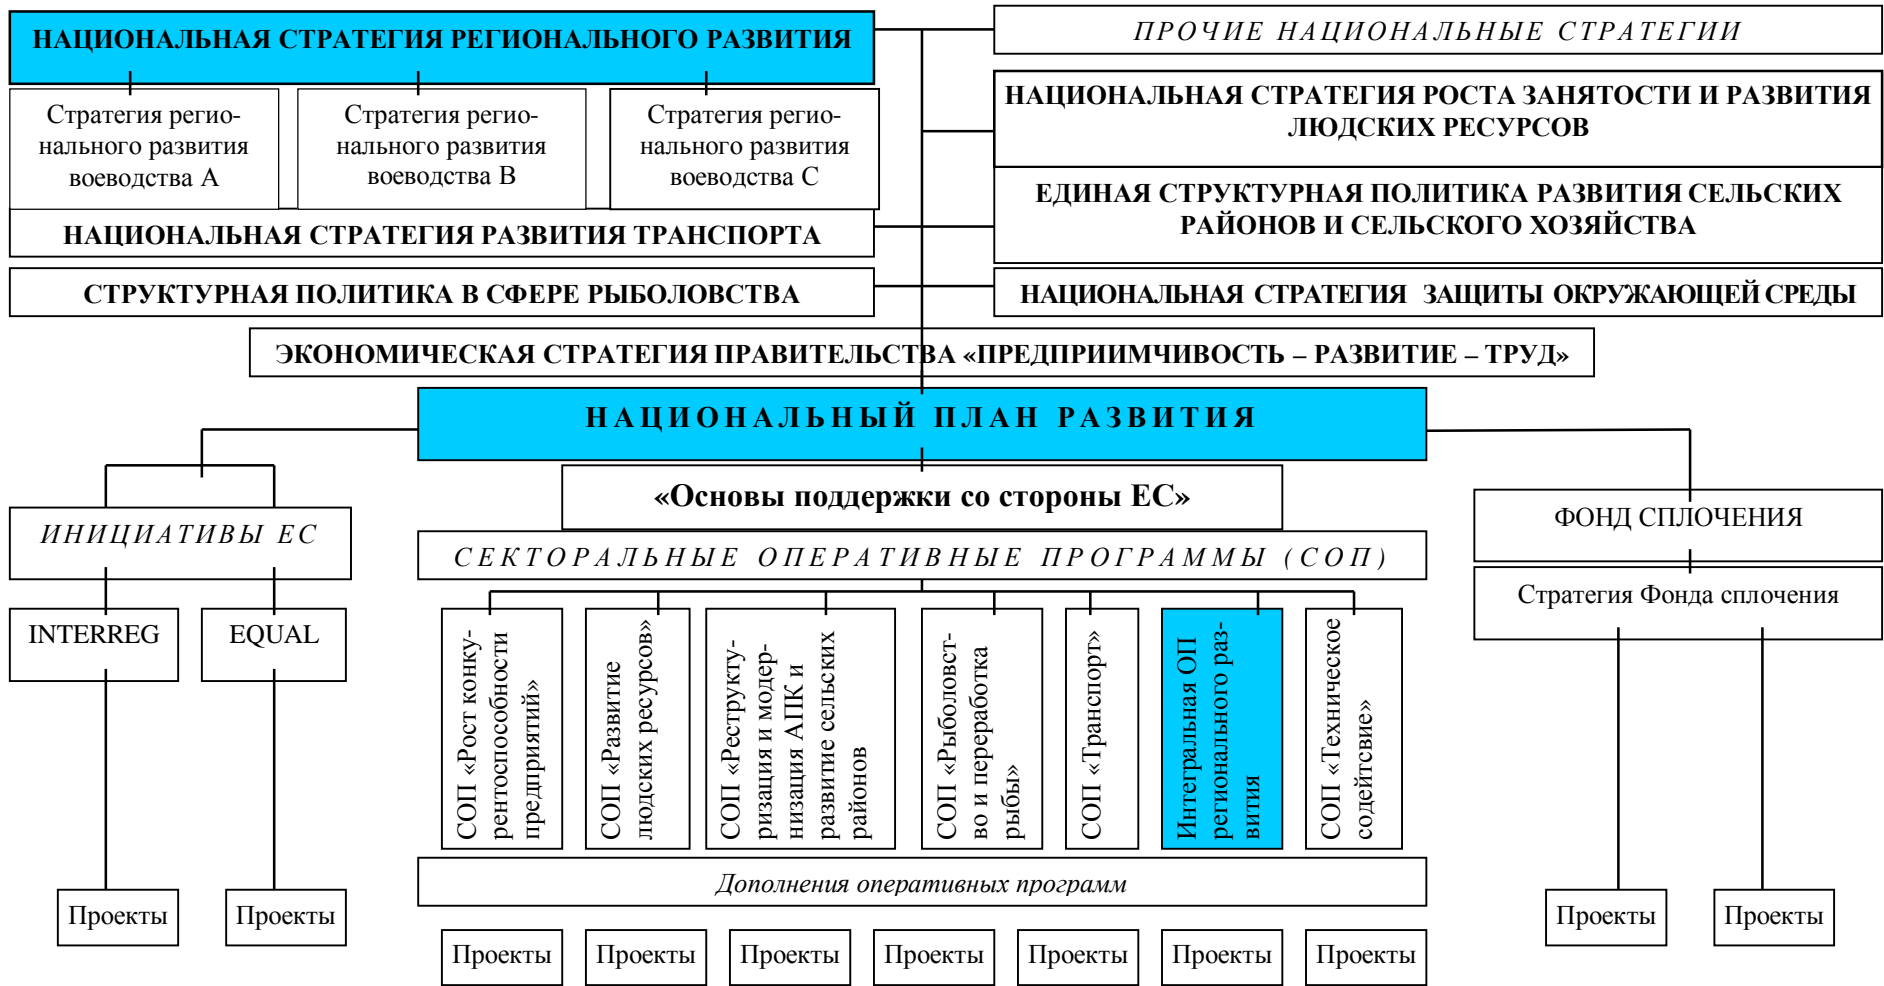 НАЦИОНАЛЬНАЯ СТРАТЕГИЯ РЕГИОНАЛЬНОГО РАЗВИТИЯ
ПРОЧИЕ НАЦИОНАЛЬНЫЕ СТРАТЕГИИ
Стратегия регио-
нального развития
воеводства А
Стратегия регио-
нального развития
воеводства В
Стратегия регио-
нального развития
воеводства С
НАЦИОНАЛЬНАЯ СТРАТЕГИЯ РОСТА ЗАНЯТОСТИ И РАЗВИТИЯ
ЛЮДСКИХ РЕСУРСОВ
НАЦИОНАЛЬНАЯ СТРАТЕГИЯ РАЗВИТИЯ ТРАНСПОРТА
ЕДИНАЯ СТРУКТУРНАЯ ПОЛИТИКА РАЗВИТИЯ СЕЛЬСКИХ
РАЙОНОВ И СЕЛЬСКОГО ХОЗЯЙСТВА
СТРУКТУРНАЯ ПОЛИТИКА В СФЕРЕ РЫБОЛОВСТВА
НАЦИОНАЛЬНАЯ СТРАТЕГИЯ ЗАЩИТЫ ОКРУЖАЮЩЕЙ СРЕДЫ
ЭКОНОМИЧЕСКАЯ СТРАТЕГИЯ ПРАВИТЕЛЬСТВА «ПРЕДПРИИМЧИВОСТЬ – РАЗВИТИЕ – ТРУД»
НАЦИОНАЛЬНЫЙ ПЛАН РАЗВИТИЯ
«Основы поддержки со стороны ЕС»
ИНИЦИАТИВЫ ЕС
СЕКТОРАЛЬНЫЕ ОПЕРАТИВНЫЕ ПРОГРАММЫ (СОП)
ФОНД СПЛОЧЕНИЯ
Стратегия Фонда сплочения
INTERREG
EQUAL
СОП «Рост конку-
рентоспособности
предприятий»
СОП «Развитие
людских ресурсов»
СОП «Реструкту-
ризация и модер-
низация АПК и
развитие сельских
районов
СОП «Рыболовст-
во и переработка
рыбы»
СОП «Транспорт»
Интегральная ОП
регионального раз-
вития
СОП «Техническое
содейтсвие»
Дополнения оперативных программ
Проекты
Проекты
Проекты
Проекты
Проекты
Проекты
Проекты
Проекты
Проекты
Проекты
Проекты